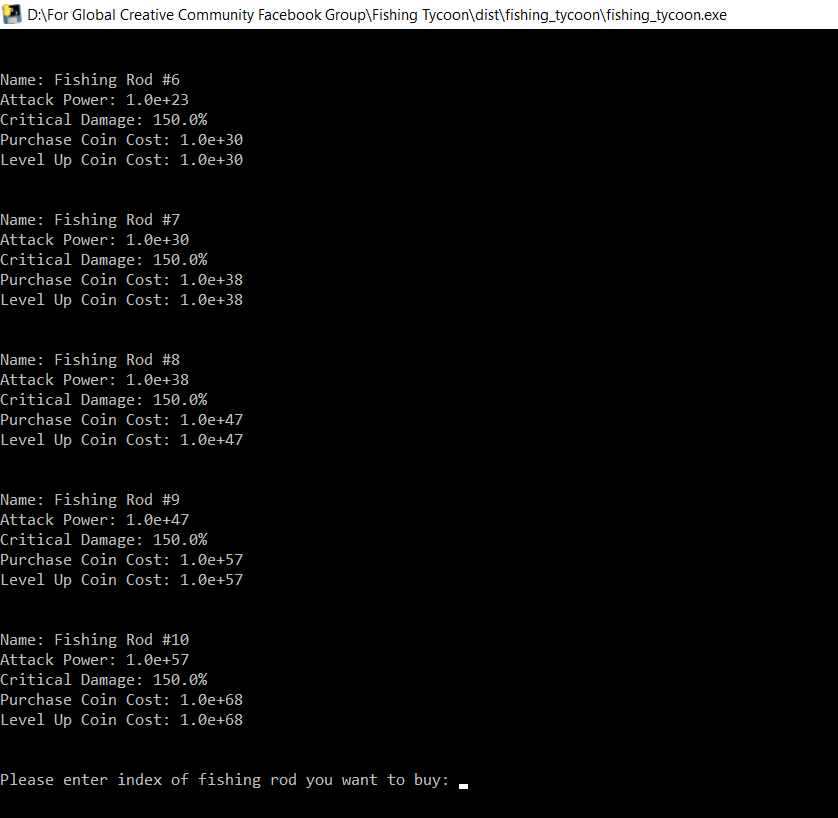 D:\For Global Creative Community Facebook Group\Fishing Tycoon\dist\fishing_tycoon\fishing_tycoon.exe
Name: Fishing Rod #6
Attack Power: 1.0e+23
Critical Damage: 150.0%
Purchase Coin Cost: 1.0e+30
Level Up Coin Cost: 1.0e+30
Name: Fishing Rod #7
Attack Power: 1.0e+30
Critical Damage: 150.0%
Purchase Coin Cost: 1.0e+38
Level Up Coin Cost: 1.0e+38
Name: Fishing Rod #8
Attack Power: 1.0e+38
Critical Damage: 150.0%
Purchase Coin Cost: 1.0e+47
Level Up Coin Cost: 1.0e+47
Name: Fishing Rod #9
Attack Power: 1.0e+47
Critical Damage: 150.0%
Purchase Coin Cost: 1.0e+57
Level Up Coin Cost: 1.0e+57
Name: Fishing Rod #10
Attack Power: 1.0e+57
Critical Damage: 150.0%
Purchase Coin Cost: 1.0e+68
Level Up Coin Cost: 1.0e+68
Please enter index of fishing rod you want to buy: